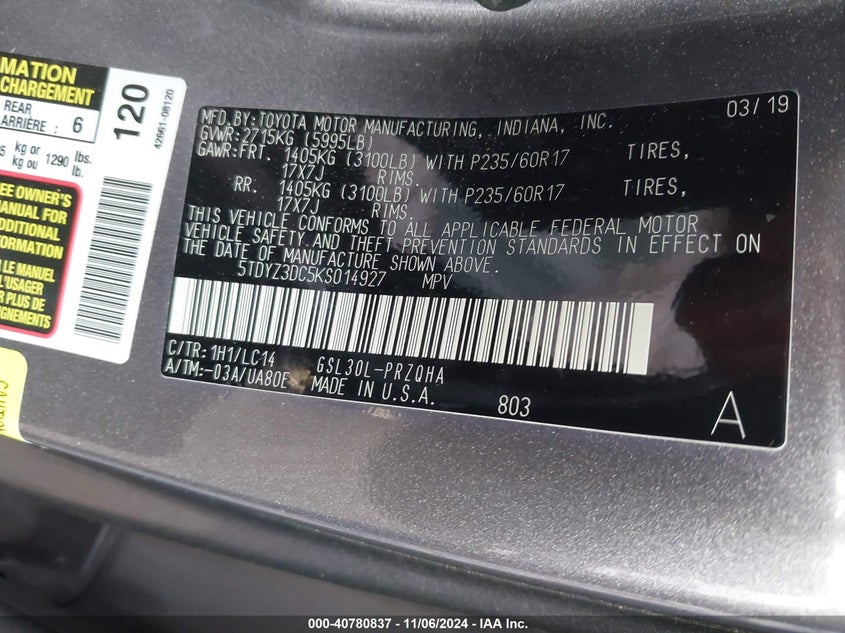 MATION
CHARGEMENT
REAR
ARRIÈRE : 6
kg or 1290 lbs.
kg ou lb.
EE OWNER'S
MANUAL FOR
ADDITIONAL
FORMATION
LE MANUEL
L'USAGER
R PLUS DE
IGNEMENTS
120
42661-08120
MFD.BY:TOYOTA MOTOR MANUFACTURING, INDIANA, INC. 03/19
GVWR:2715KG (5995LB)
GAWR:FRT. 1405KG (3100LB) WITH P235/60R17 TIRES,
17X7J RIMS.
RR. 1405KG (3100LB) WITH P235/60R17 TIRES,
17X7J RIMS.
THIS VEHICLE CONFORMS TO ALL APPLICABLE FEDERAL MOTOR
VEHICLE SAFETY AND THEFT PREVENTION STANDARDS IN EFFECT ON
THE DATE OF MANUFACTURE SHOWN ABOVE.
5TDYZ3DC5KS014927 MPV
C/TR: 1H1/LC14 GSL30L-PRZQHA
A/TM:-03A/UA80E MADE IN U.S.A. 803 A
000-40780837 - 11/06/2024 - IAA Inc.